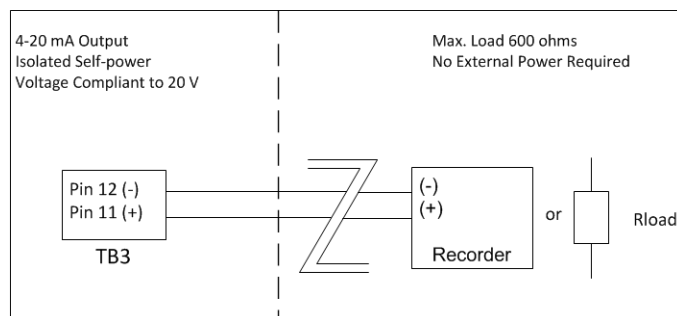 4-20 mA Output
Isolated Self-power
Voltage Compliant to 20 V
Max. Load 600 ohms
No External Power Required
Pin 12 (-)
Pin 11 (+)
TB3
(-)
(+)
Recorder
or
Rload